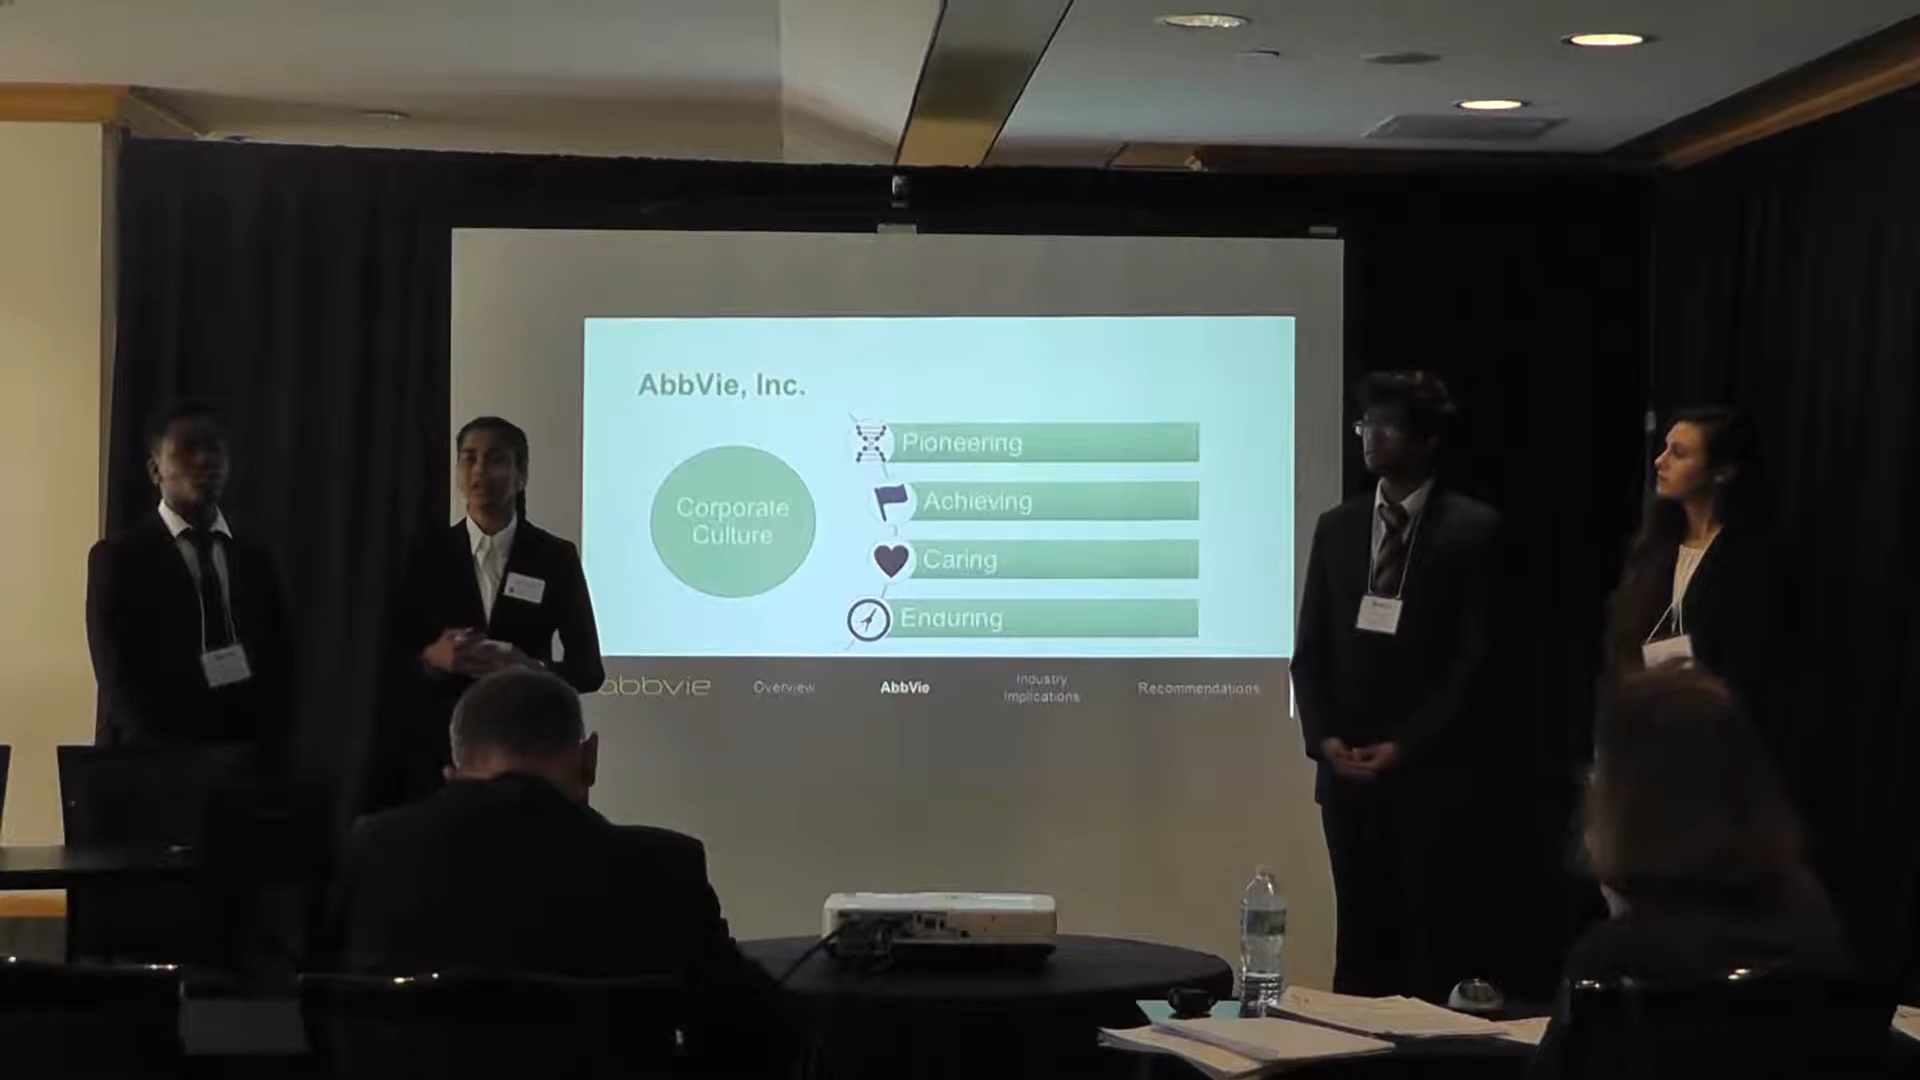 AbbVie, Inc.
Corporate
Culture
Pioneering
Achieving
Caring
Enduring
abbvie
Overview
AbbVie
Industry
Implications
Recommendations